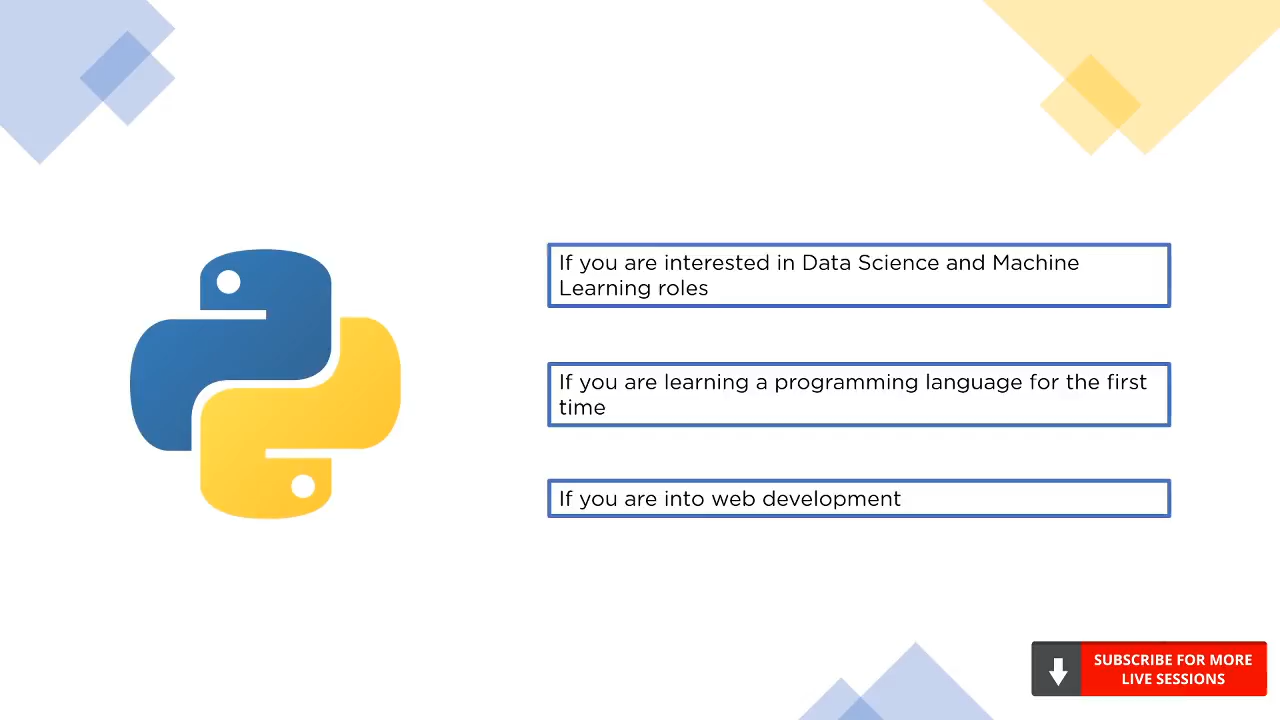 If you are interested in Data Science and Machine
Learning roles
If you are learning a programming language for the first
time
If you are into web development
SUBSCRIBE FOR MORE
LIVE SESSIONS